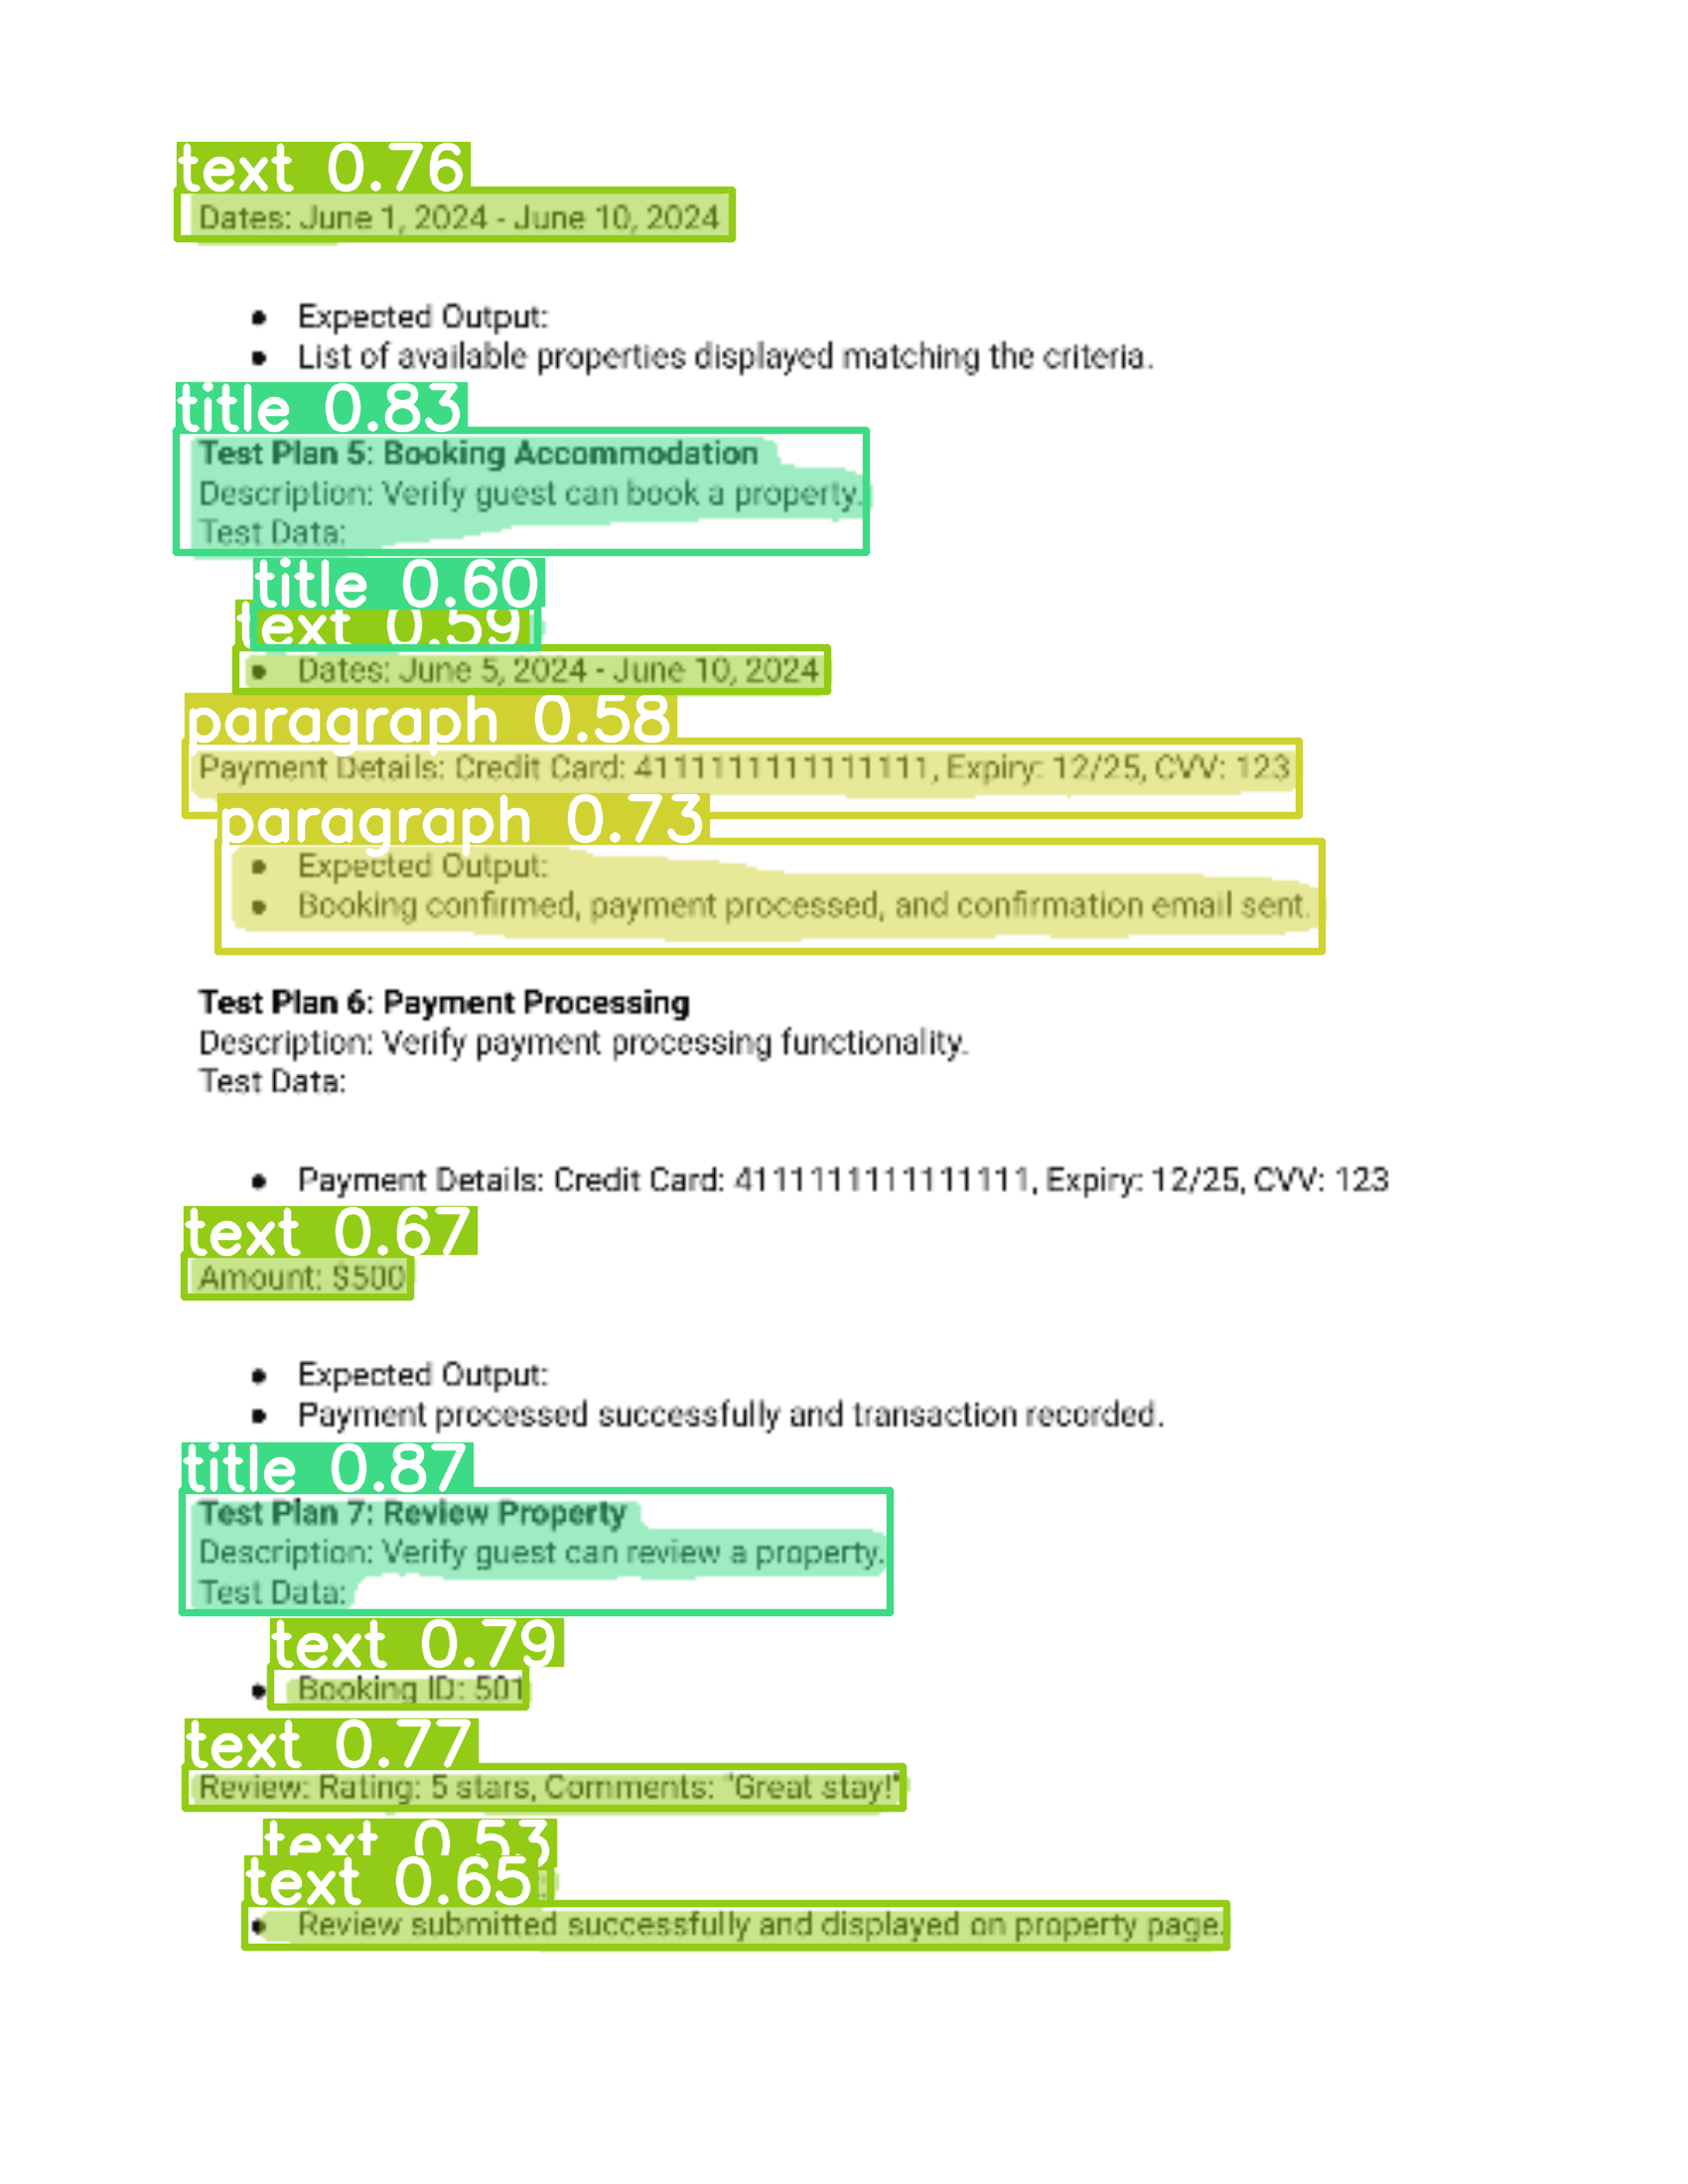 text 0.76
Dates: June 1, 2024 - June 10, 2024
● Expected Output:
● List of available properties displayed matching the criteria.
title 0.83
Test Plan 5: Booking Accommodation
Description: Verify guest can book a property.
Test Data:
title 0.60
text 0.59
● Dates: June 5, 2024 - June 10, 2024
paragraph 0.58
Payment Details: Credit Card: 4111111111111111, Expiry: 12/25, CVV: 123
paragraph 0.73
● Expected Output:
● Booking confirmed, payment processed, and confirmation email sent.
Test Plan 6: Payment Processing
Description: Verify payment processing functionality.
Test Data:
● Payment Details: Credit Card: 4111111111111111, Expiry: 12/25, CVV: 123
text 0.67
Amount: $500
● Expected Output:
● Payment processed successfully and transaction recorded.
title 0.87
Test Plan 7: Review Property
Description: Verify guest can review a property.
Test Data:
text 0.79
● Booking ID: 501
text 0.77
Review: Rating: 5 stars, Comments: "Great stay!"
text 0.53
text 0.65
● Review submitted successfully and displayed on property page.